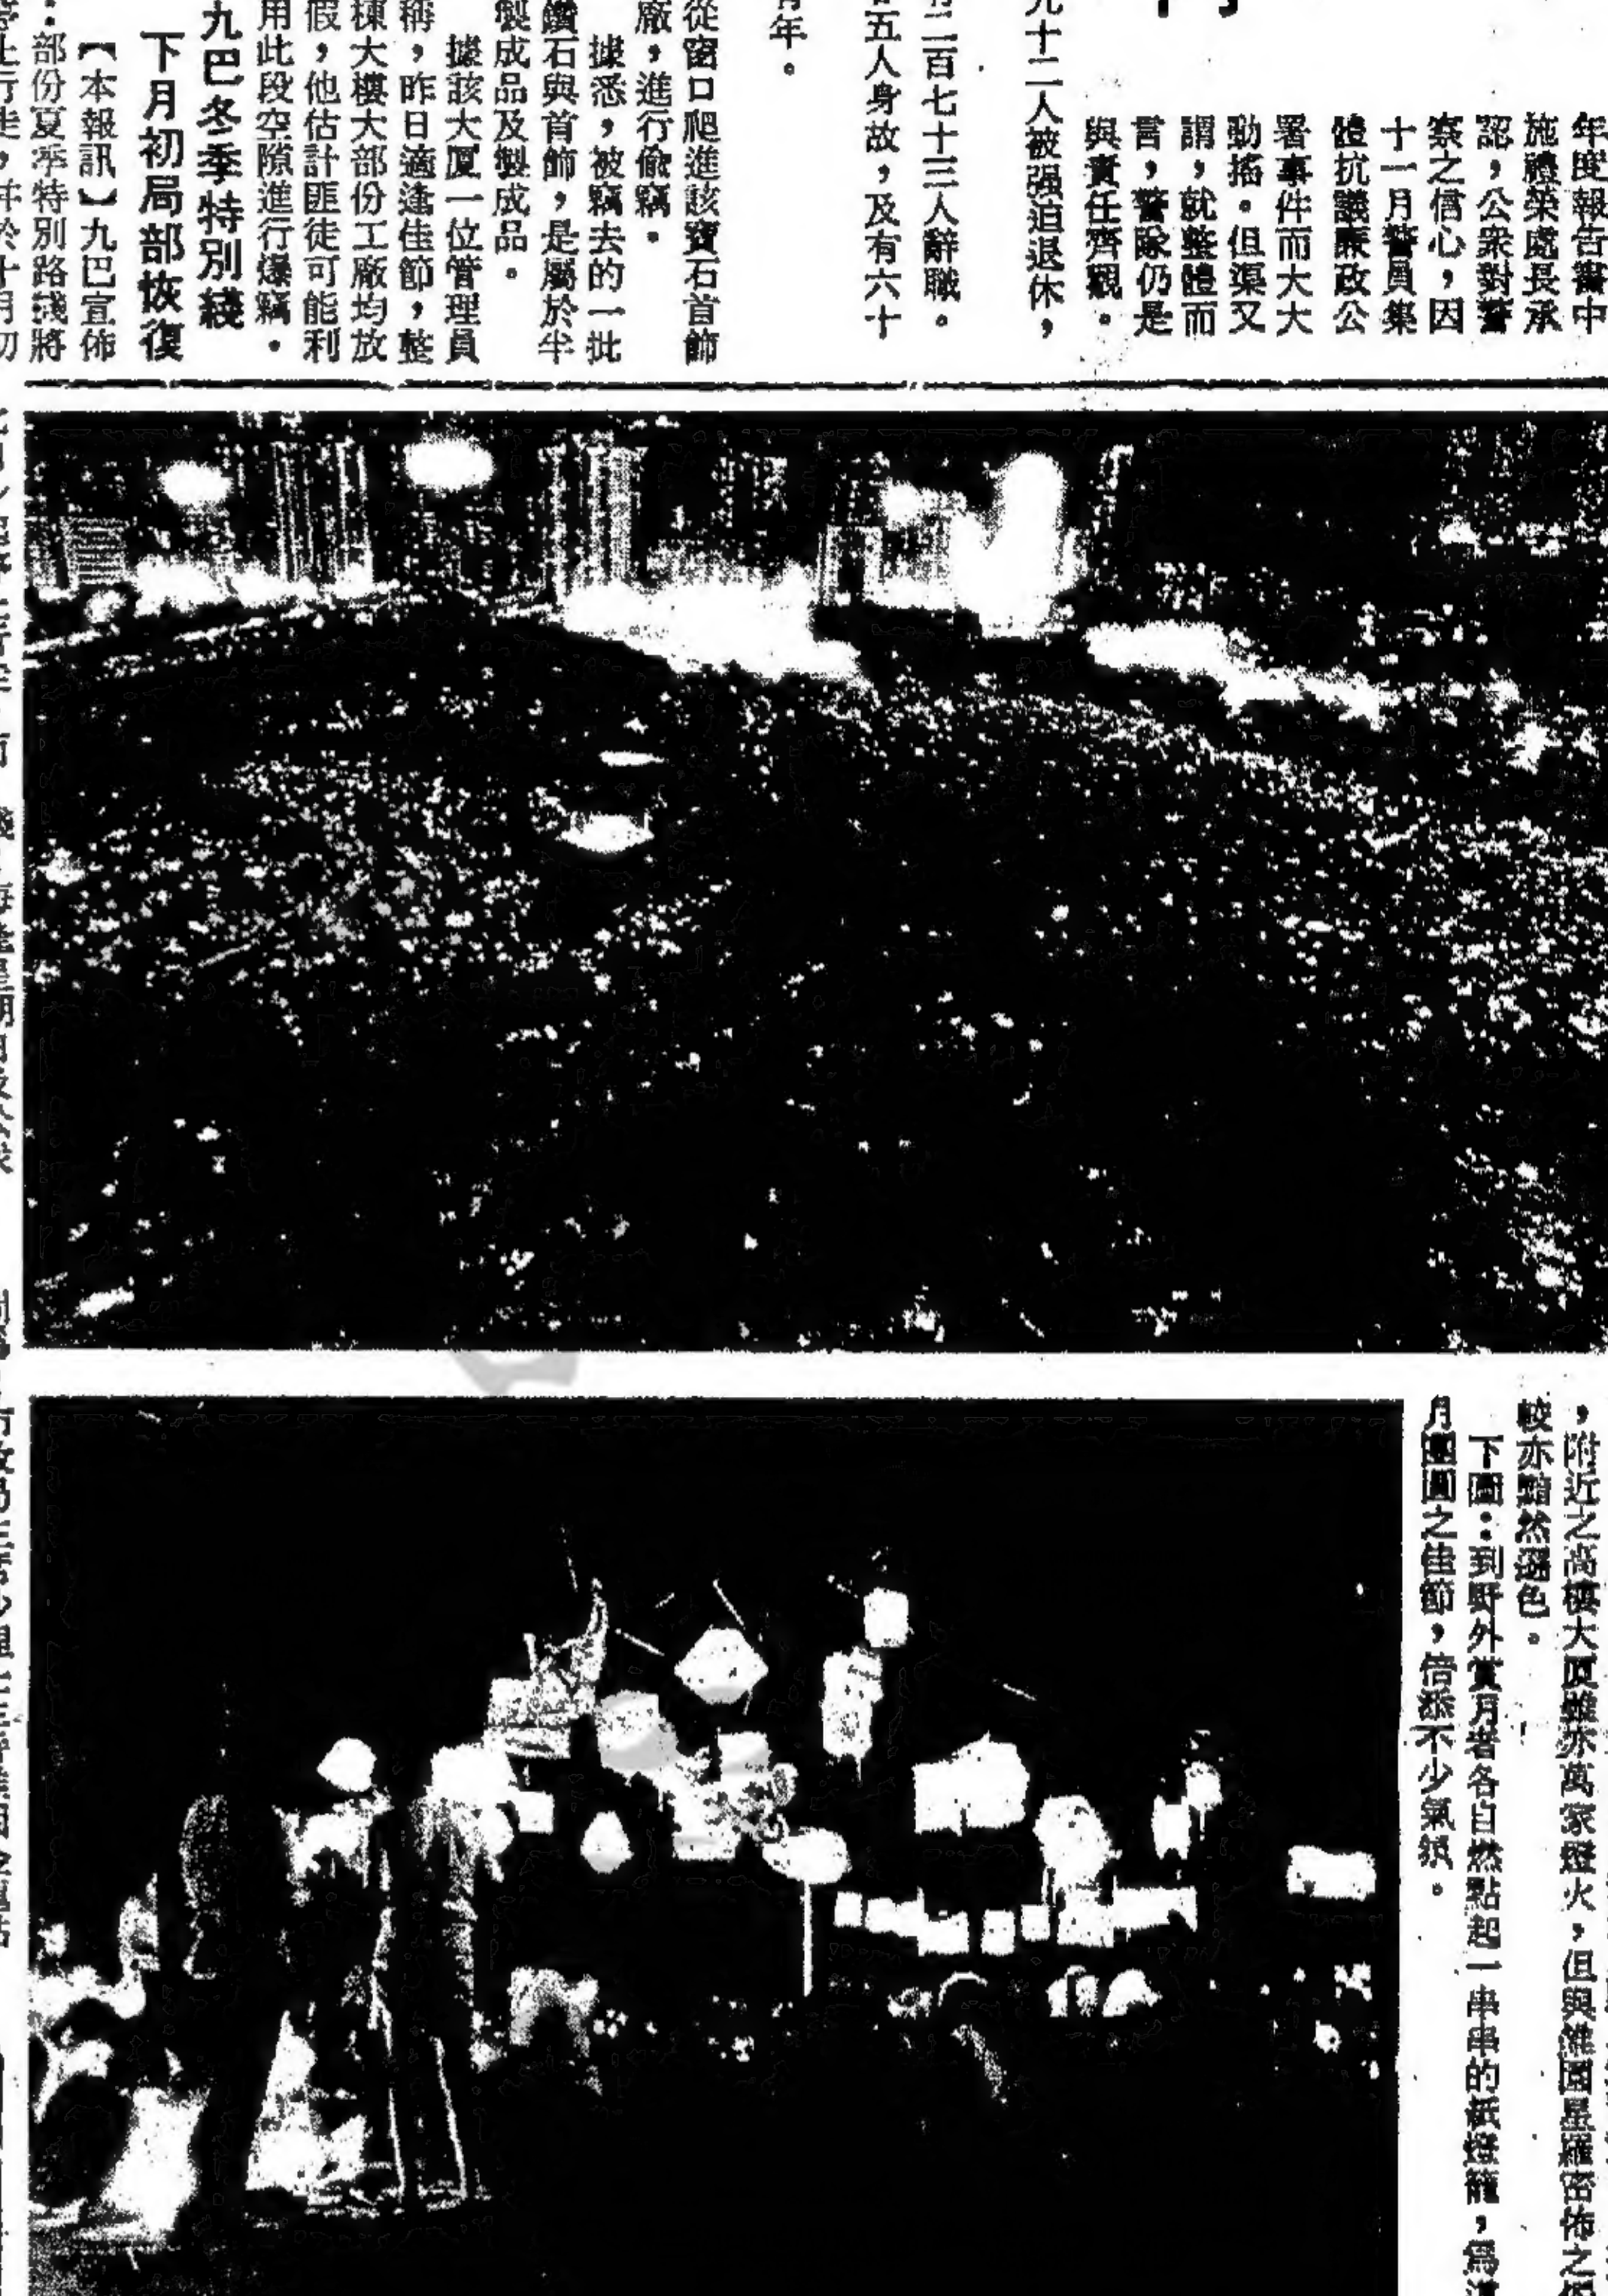 年度報告書中
施禮榮處長承
認，公衆對警
察之信心，因
十一月警員集
體抗議廉政公
署事件而大大
動搖。但渠又
謂，就整體而
言，警隊仍是
與責任齊觀。
九十二人被强迫退休，
二百七十三人辭職。
五人身故，及有六十
年。
從窗口爬進該寶石首飾
廠，進行偷竊。
據悉，被竊去的一批
鑽石與首飾，是屬於半
製成品及製成品。
據該大厦一位管理員
稱，昨日適逢佳節，整
棟大樓大部份工廠均放
假，他估計匪徒可能利
用此段空隙進行爆竊。
九巴冬季特別綫
下月初局部恢復
【本報訊】九巴宣佈
：部份夏季特別路綫將
，附近之高樓大厦雖亦萬家燈火，但與維園星羅密佈之
較亦黯然遜色。
下圖：到野外賞月者各自燃點起一串串的紙燈籠，爲
月團圓之佳節，倍添不少氣氛。